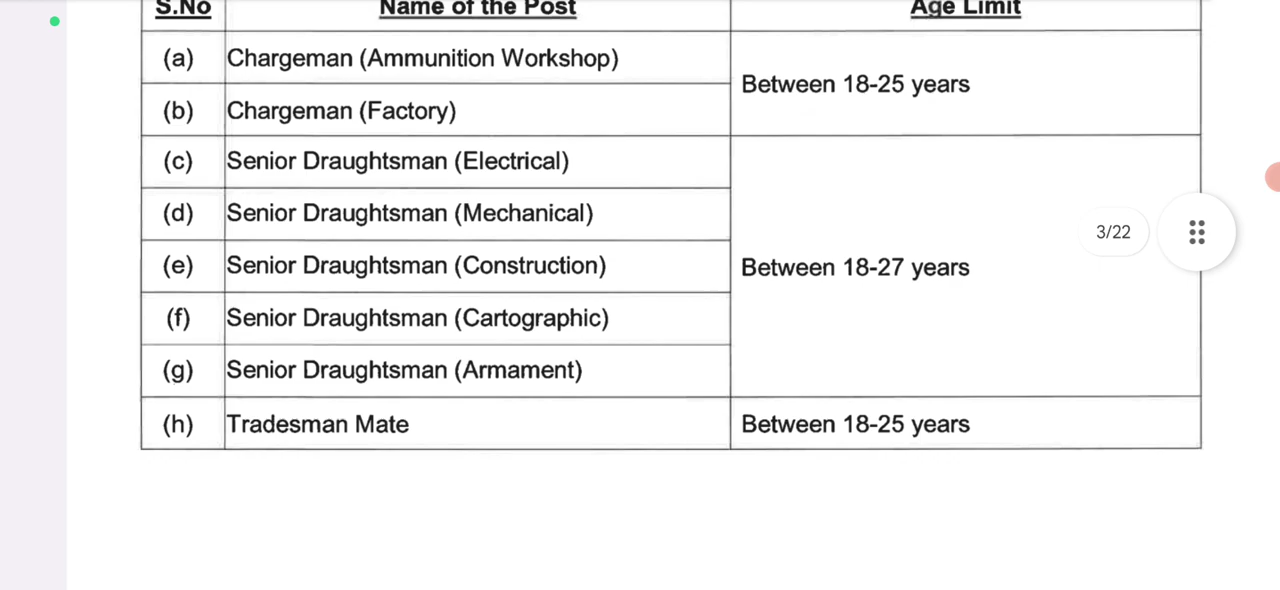 S.No Name of the Post Age Limit
(a) Chargeman (Ammunition Workshop)
Between 18-25 years
(b) Chargeman (Factory)
(c) Senior Draughtsman (Electrical)
(d) Senior Draughtsman (Mechanical)
3/22
(e) Senior Draughtsman (Construction) Between 18-27 years
(f) Senior Draughtsman (Cartographic)
(g) Senior Draughtsman (Armament)
(h) Tradesman Mate Between 18-25 years